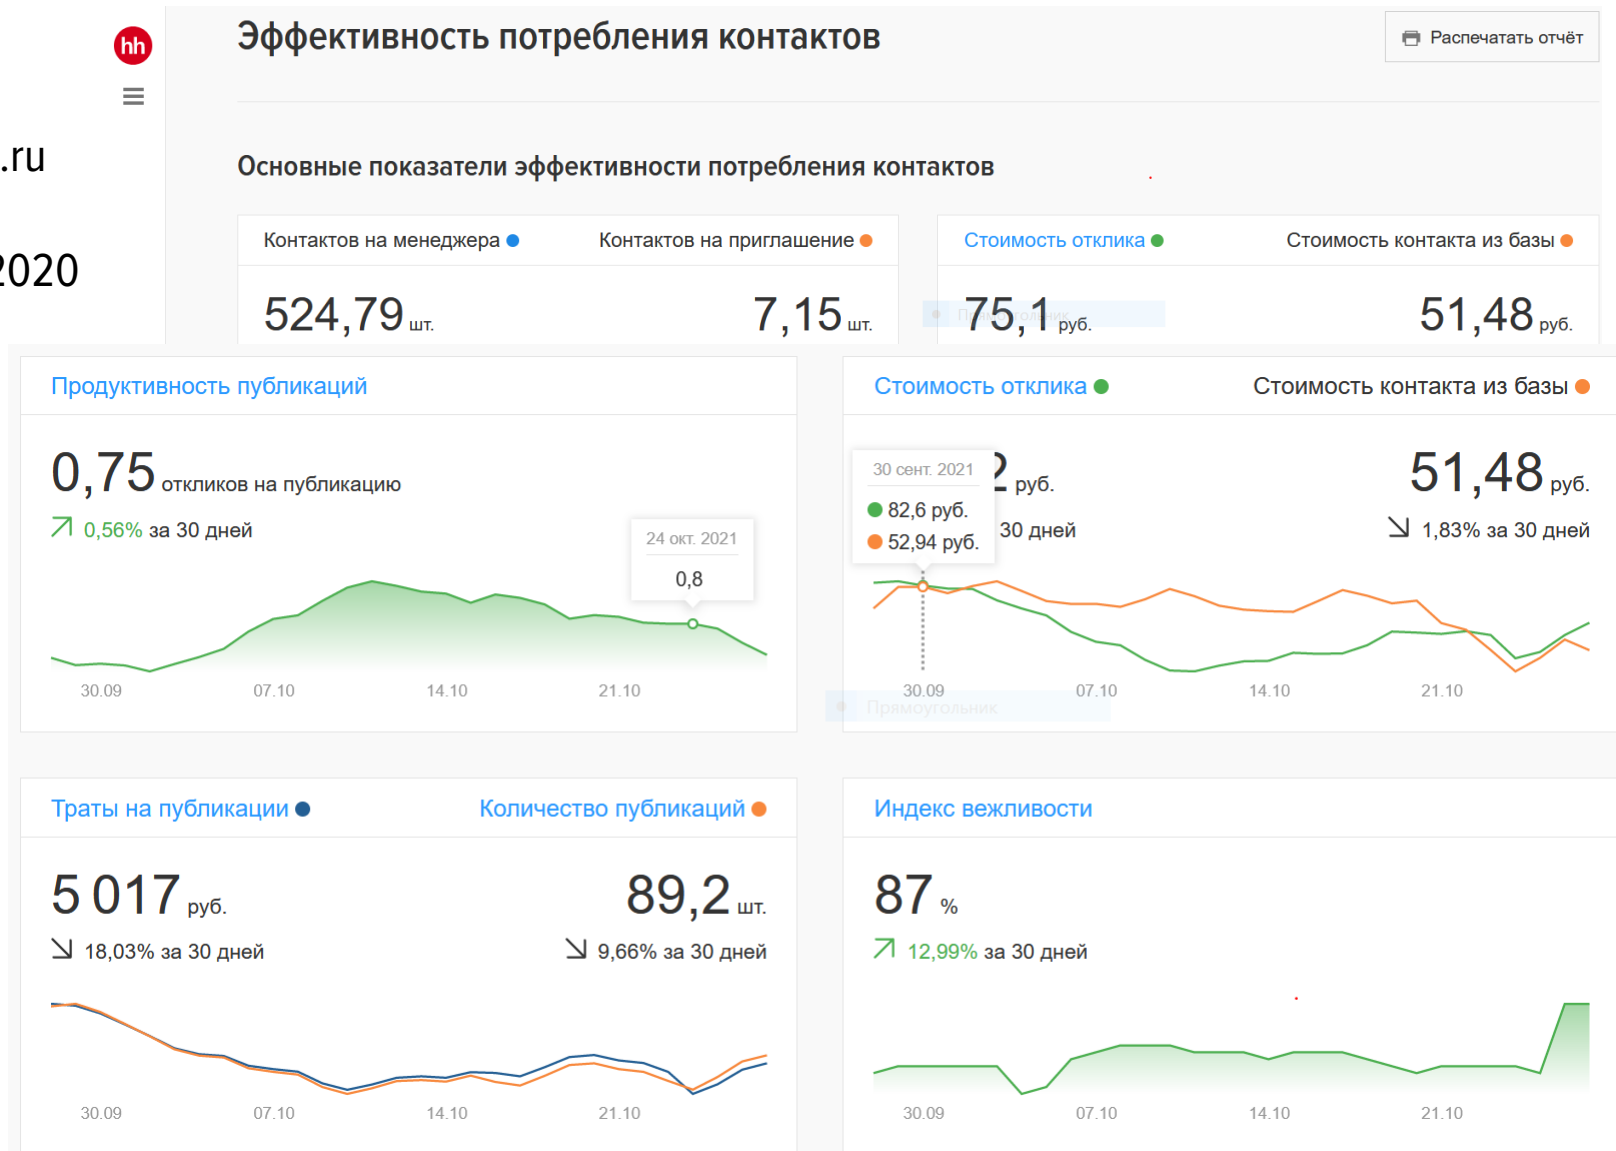 hh
Эффективность потребления контактов
Распечатать отчёт
.ru
2020
Основные показатели эффективности потребления контактов
Контактов на менеджера
Контактов на приглашение
524,79 шт.
7,15 шт.
Стоимость отклика
Стоимость контакта из базы
75,1 руб.
51,48 руб.
Прямоугольник
Продуктивность публикаций
0,75 откликов на публикацию
0,56% за 30 дней
24 окт. 2021
0,8
30.09 07.10 14.10 21.10
Стоимость отклика
Стоимость контакта из базы
2 руб.
30 дней
51,48 руб.
1,83% за 30 дней
30 сент. 2021
82,6 руб.
52,94 руб.
30.09 07.10 14.10 21.10
Прямоугольник
Траты на публикации
Количество публикаций
5 017 руб.
89,2 шт.
18,03% за 30 дней
9,66% за 30 дней
30.09 07.10 14.10 21.10
Индекс вежливости
87 %
12,99% за 30 дней
30.09 07.10 14.10 21.10